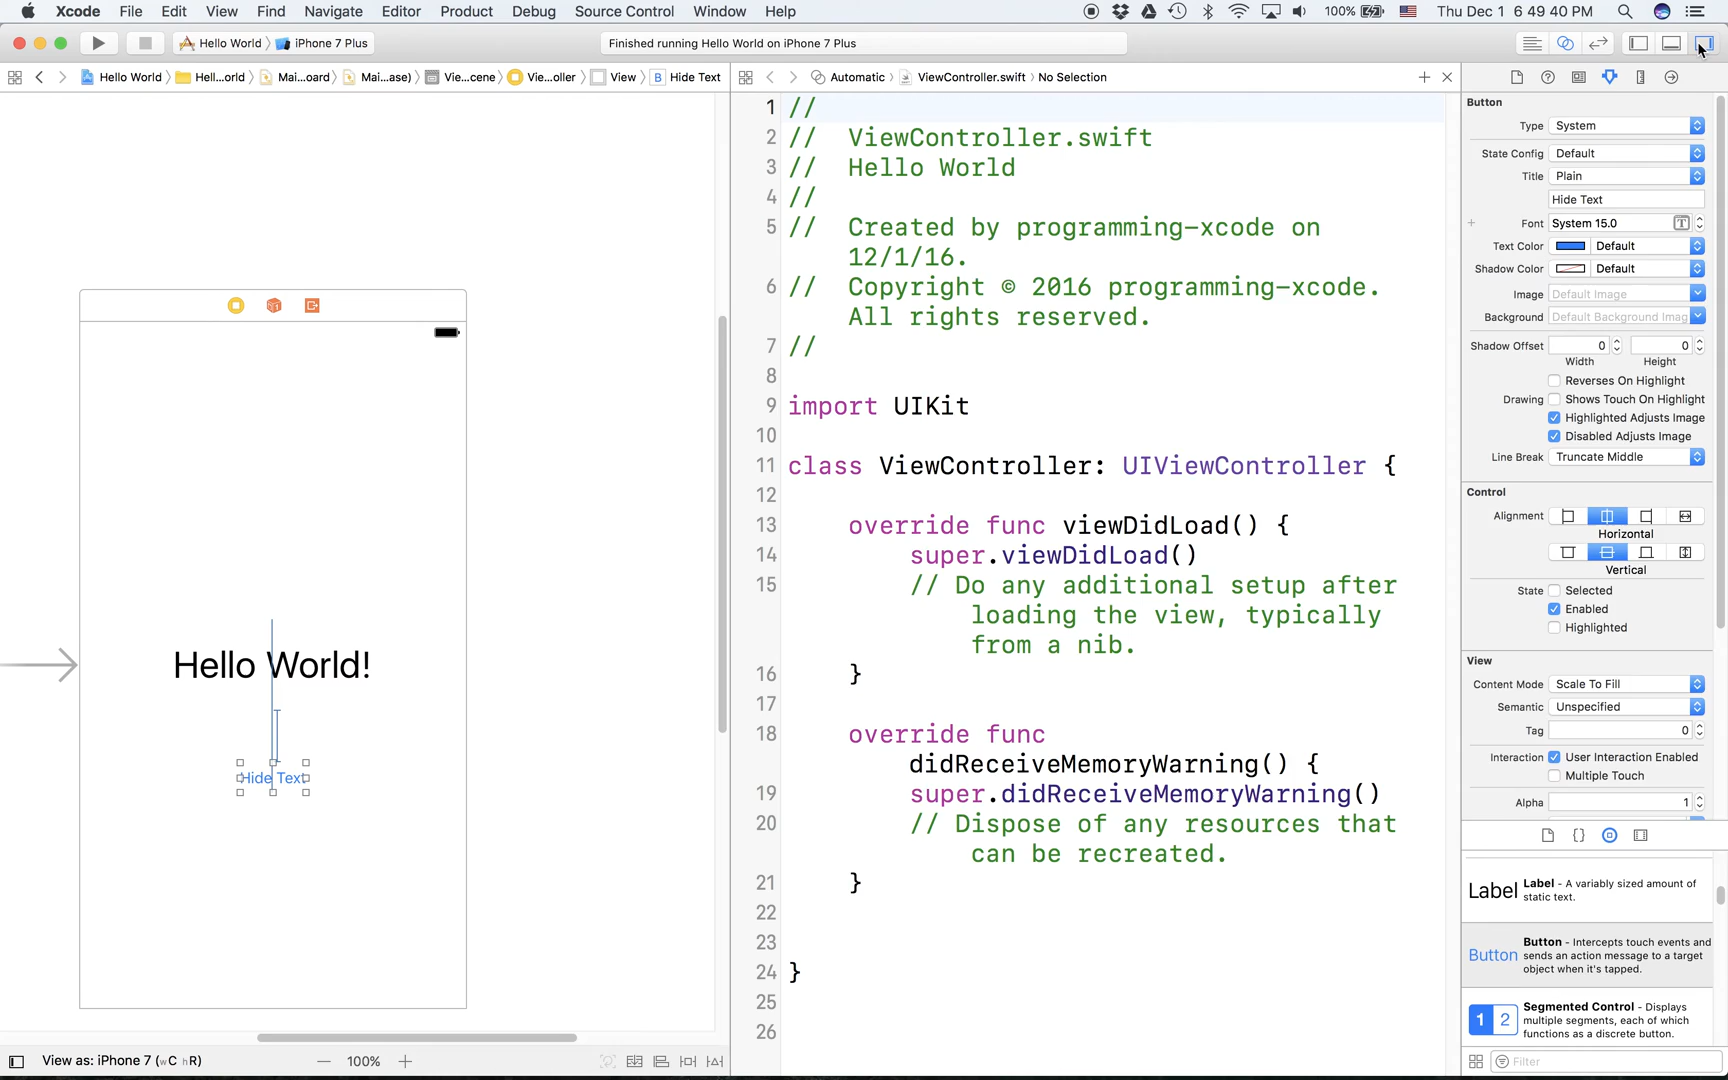 Xcode File Edit View Find Navigate Editor Product Debug Source Control Window Help 100% Thu Dec 1 6:49:40 PM
Hello World iPhone 7 Plus Finished running Hello World on iPhone 7 Plus
Hello World Hell...orld Mai...oard Mai...ase) Vie...cene Vie...oller View B Hide Text Automatic ViewController.swift No Selection
1 //
2 // ViewController.swift
3 // Hello World
4 //
5 // Created by programming-xcode on
12/1/16.
6 // Copyright © 2016 programming-xcode.
All rights reserved.
7 //
8
9 import UIKit
10
11 class ViewController: UIViewController {
12
13 override func viewDidLoad() {
14 super.viewDidLoad()
15 // Do any additional setup after
loading the view, typically
from a nib.
16 }
17
18 override func
didReceiveMemoryWarning() {
19 super.didReceiveMemoryWarning()
20 // Dispose of any resources that
can be recreated.
21 }
22
23
24 }
25
26
Hello World!
Hide Text
View as: iPhone 7 (wC hR) — 100% +
Button
Type System
State Config Default
Title Plain
Hide Text
Font System 15.0 T
Text Color Default
Shadow Color Default
Image Default Image
Background Default Background Imag
Shadow Offset 0 0
Width Height
Reverses On Highlight
Drawing Shows Touch On Highlight
Highlighted Adjusts Image
Disabled Adjusts Image
Line Break Truncate Middle
Control
Alignment
Horizontal
Vertical
State Selected
Enabled
Highlighted
View
Content Mode Scale To Fill
Semantic Unspecified
Tag 0
Interaction User Interaction Enabled
Multiple Touch
Alpha 1
{}
Label Label - A variably sized amount of
static text.
Button Button - Intercepts touch events and
sends an action message to a target
object when it's tapped.
1 2 Segmented Control - Displays
multiple segments, each of which
functions as a discrete button.
Filter